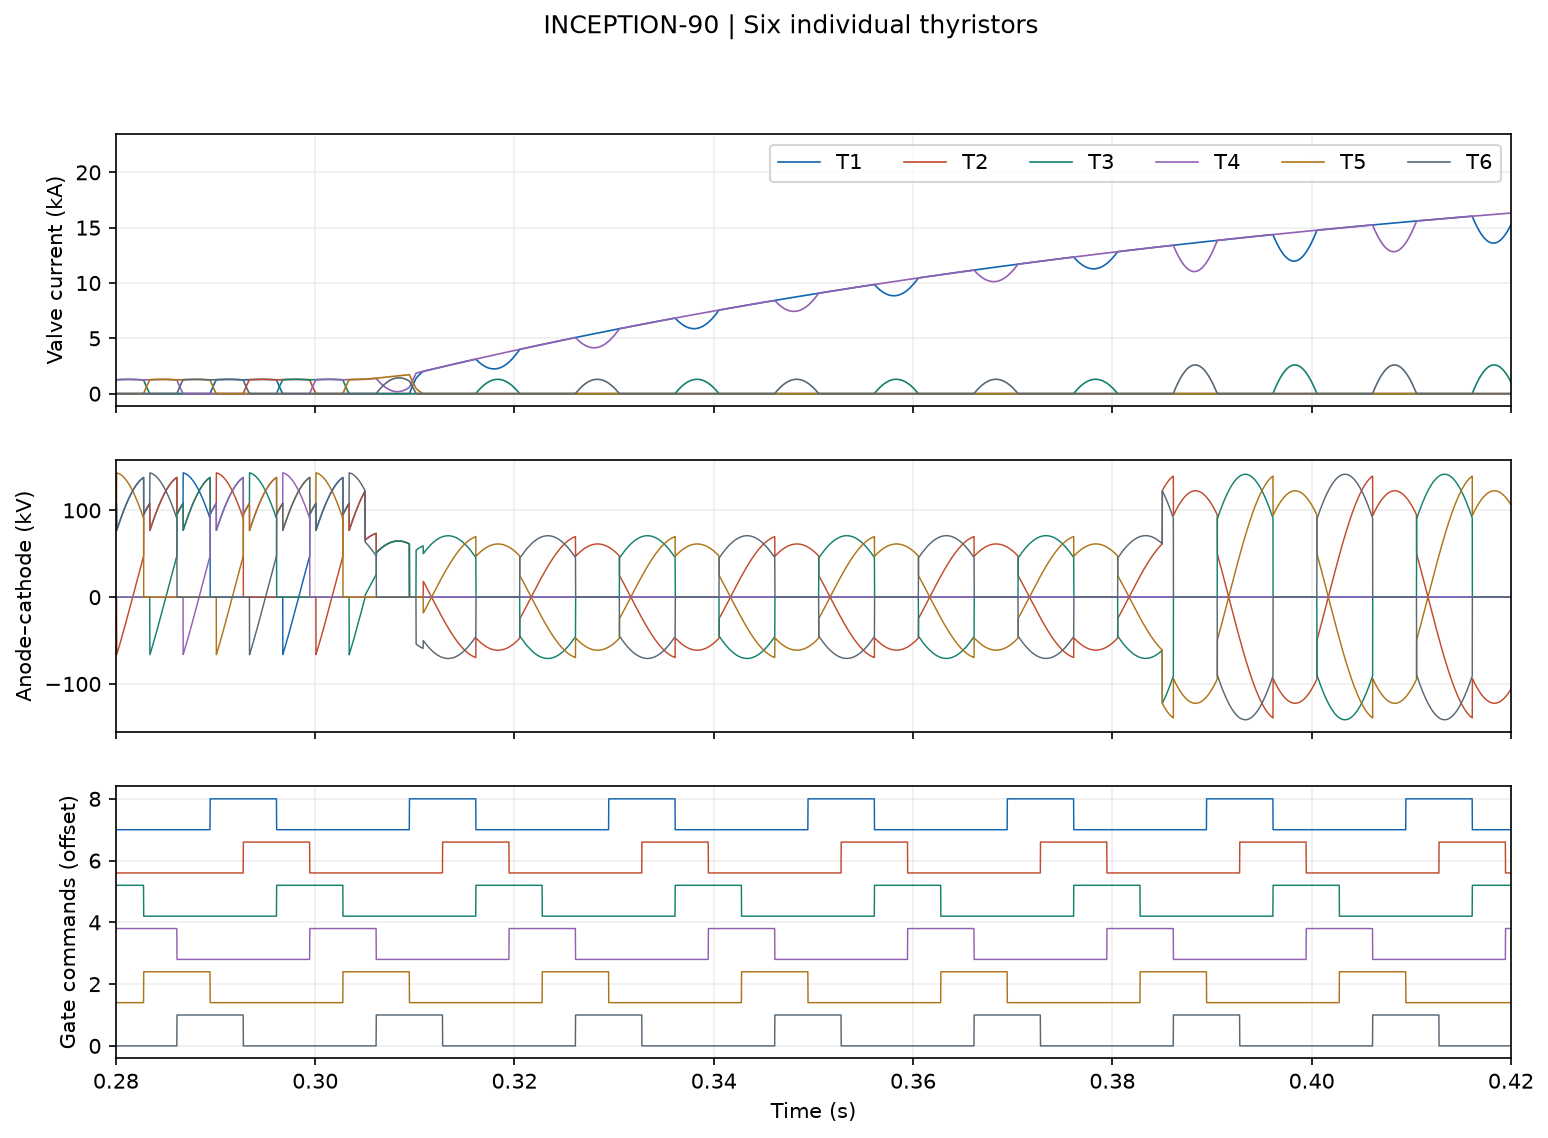 INCEPTION-90 | Six individual thyristors
Valve current (kA)
20
15
10
5
0
T1 T2 T3 T4 T5 T6
Anode–cathode (kV)
100
0
−100
Gate commands (offset)
8
6
4
2
0
0.28 0.30 0.32 0.34 0.36 0.38 0.40 0.42
Time (s)